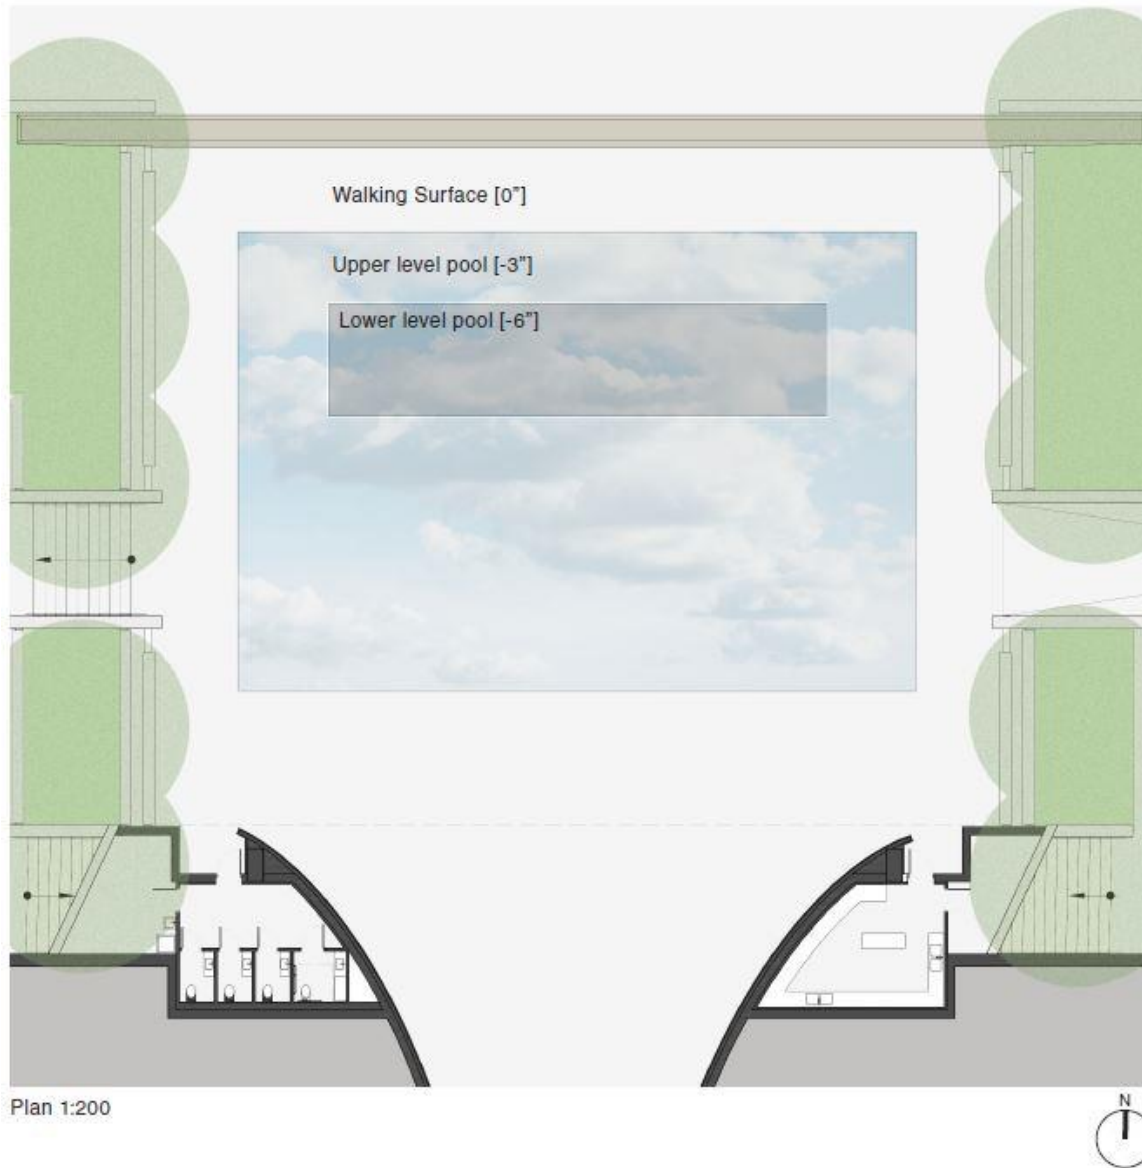 Walking Surface [0"]
Upper level pool [-3"]
Lower level pool [-6"]
Plan 1:200
N